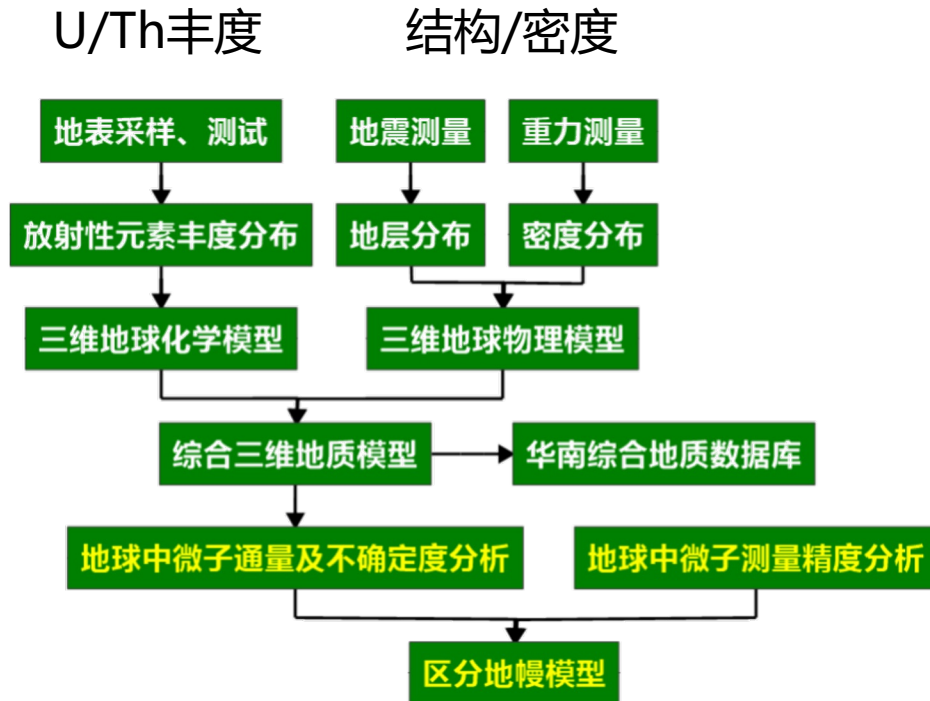 U/Th丰度 结构/密度
地表采样、测试 地震测量 重力测量
放射性元素丰度分布 地层分布 密度分布
三维地球化学模型 三维地球物理模型
综合三维地质模型 华南综合地质数据库
地球中微子通量及不确定度分析 地球中微子测量精度分析
区分地幔模型